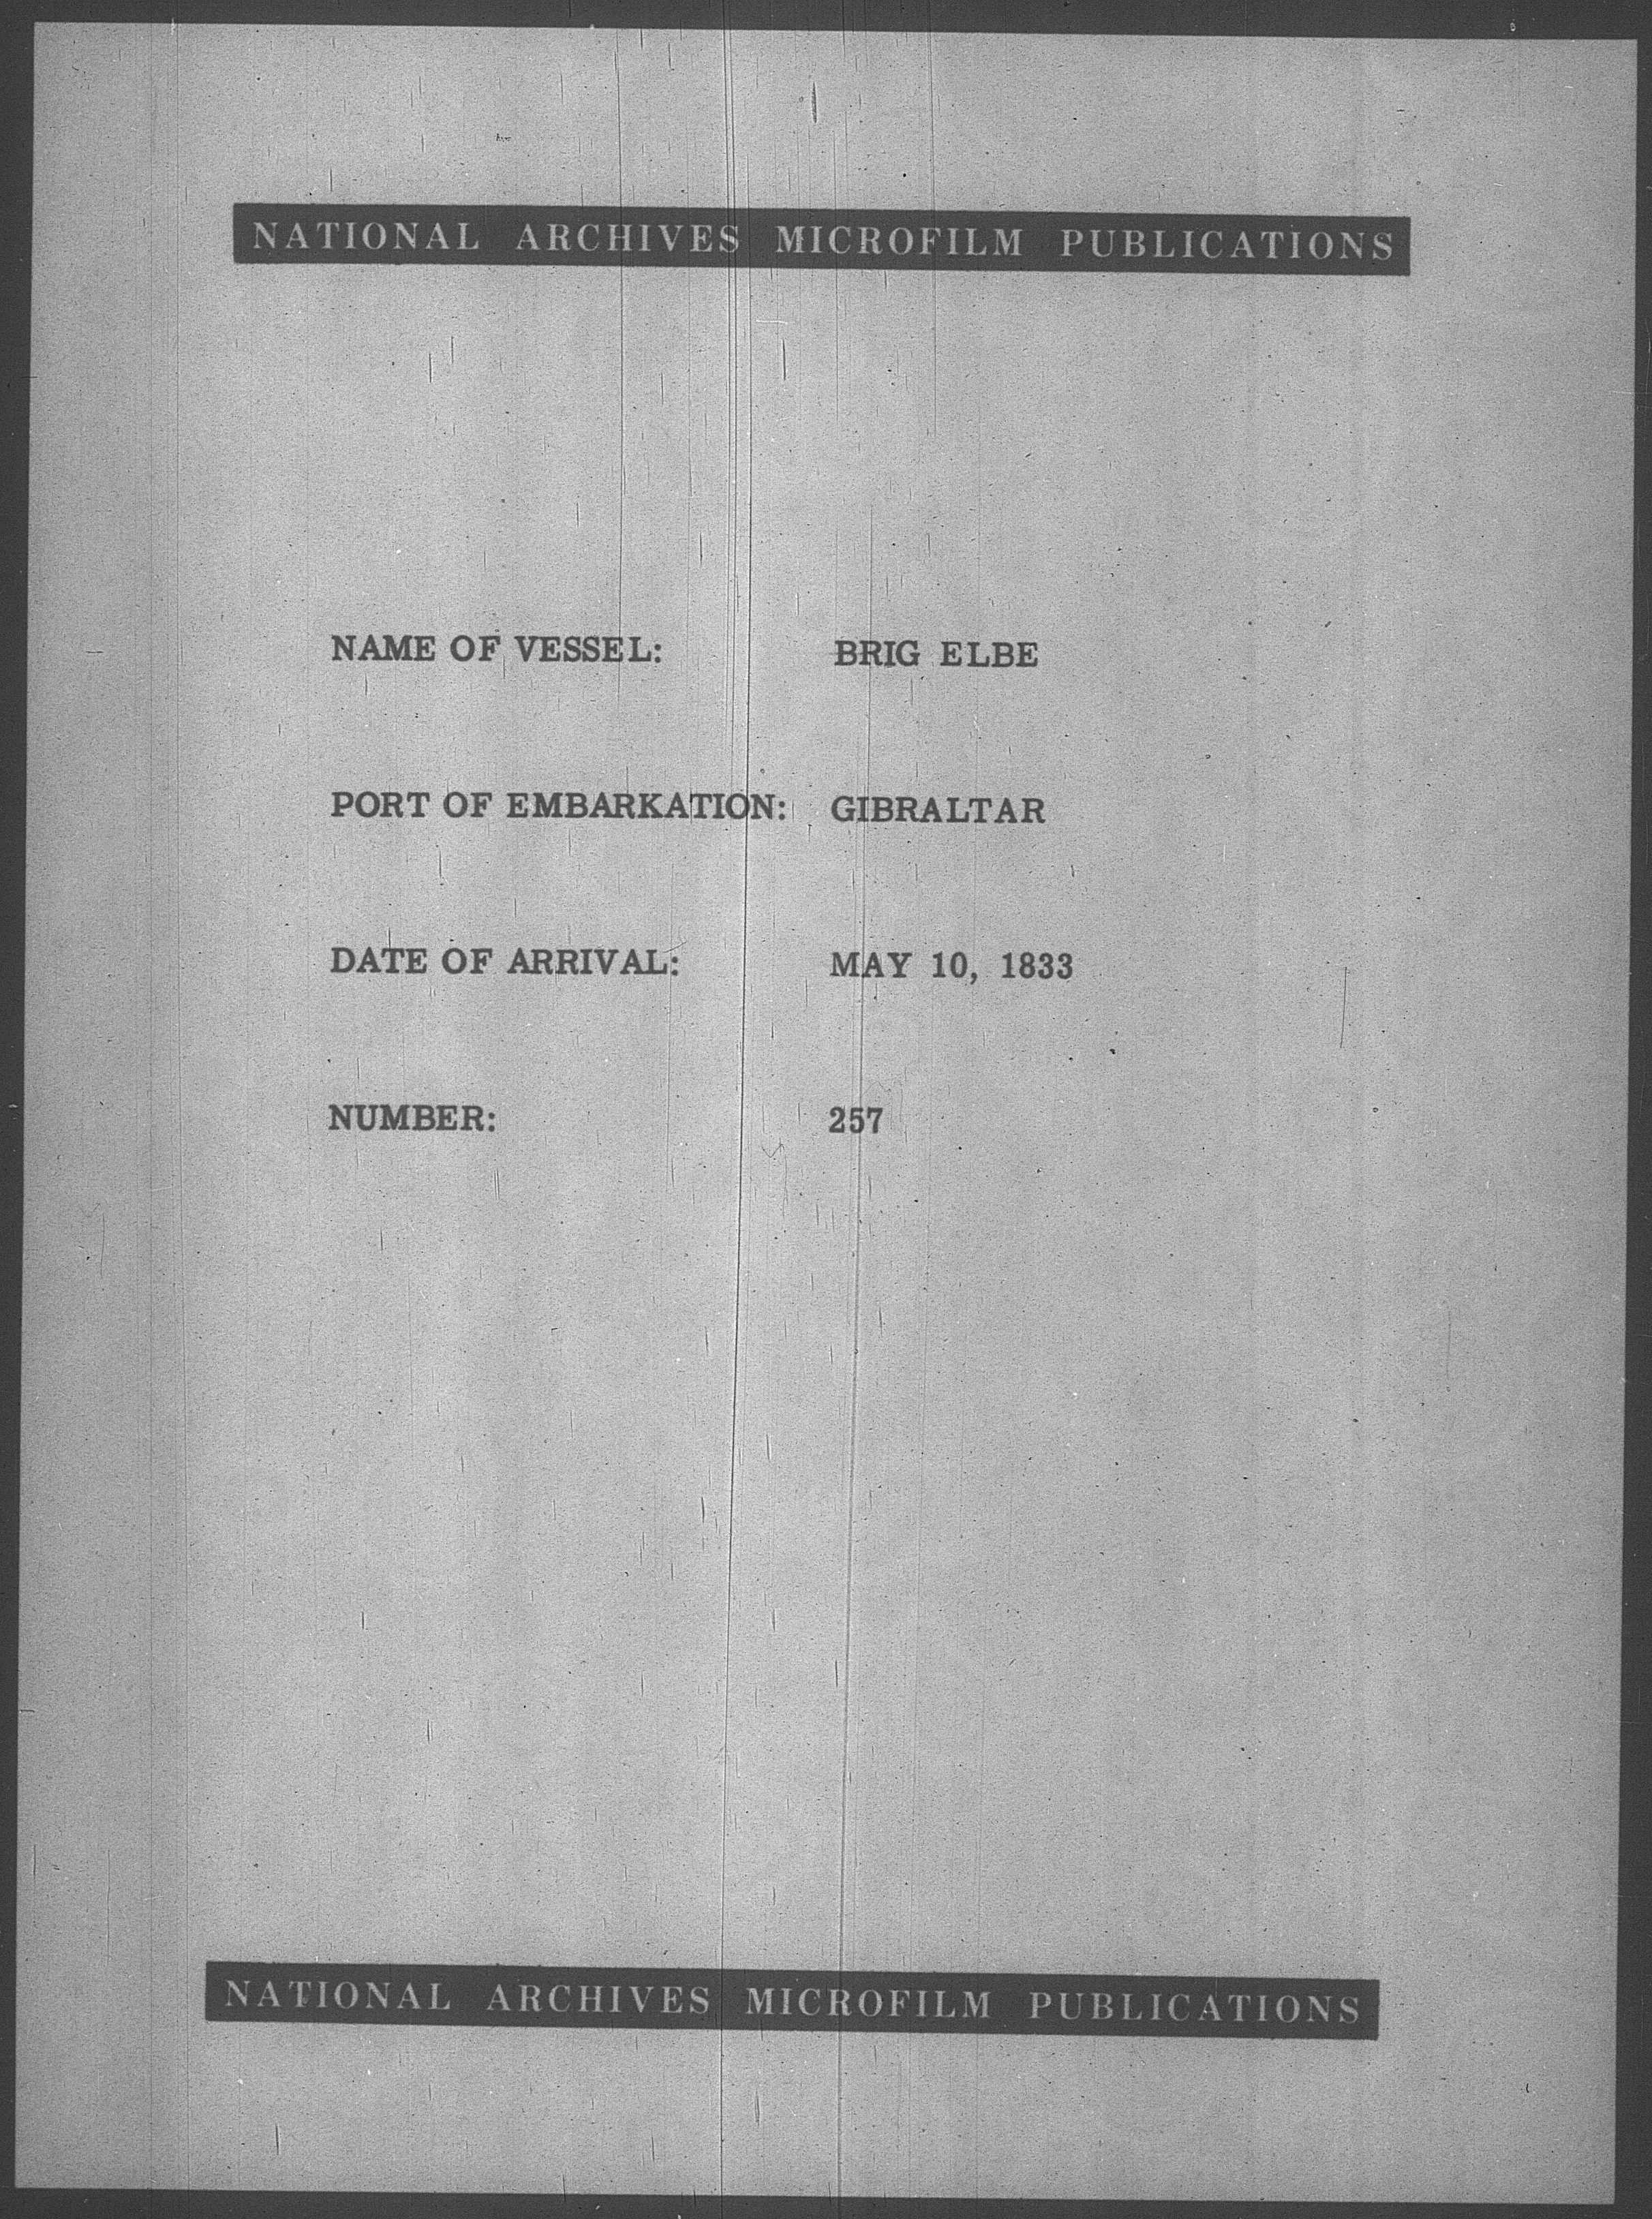 NATIONAL ARCHIVES MICROFILM PUBLICATIONS
NAME OF VESSEL: BRIG ELBE
PORT OF EMBARKATION: GIBRALTAR
DATE OF ARRIVAL: MAY 10, 1833
NUMBER: 257
NATIONAL ARCHIVES MICROFILM PUBLICATIONS